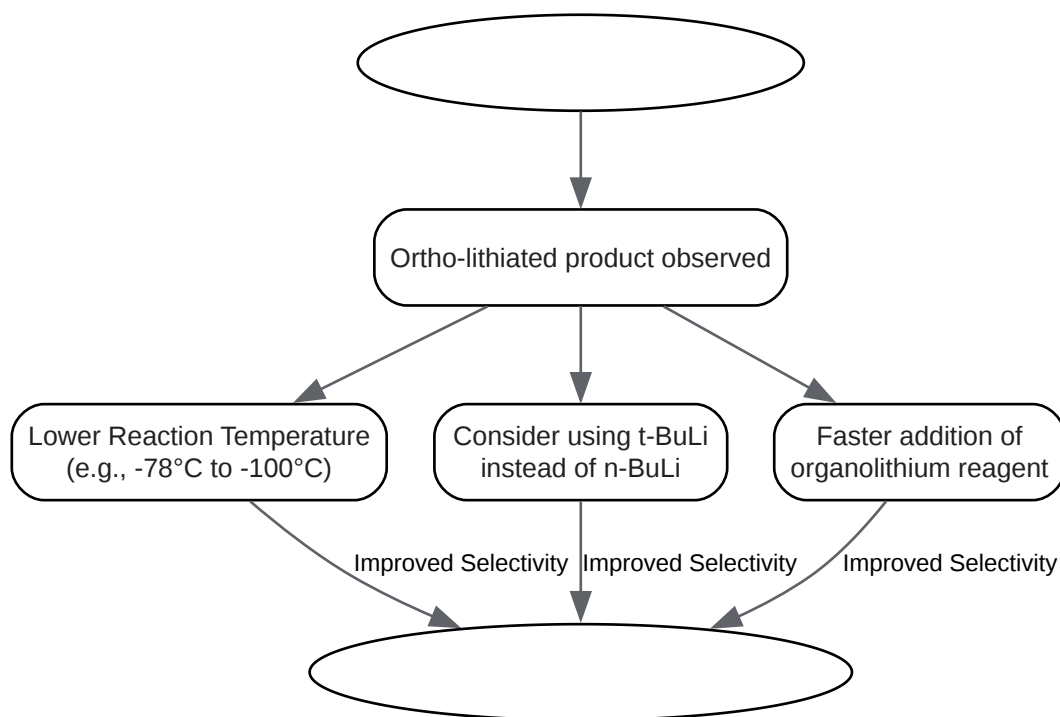 Ortho-lithiated product observed
Lower Reaction Temperature
(e.g., -78°C to -100°C)
Consider using t-BuLi
instead of n-BuLi
Faster addition of
organolithium reagent
Improved Selectivity
Improved Selectivity
Improved Selectivity